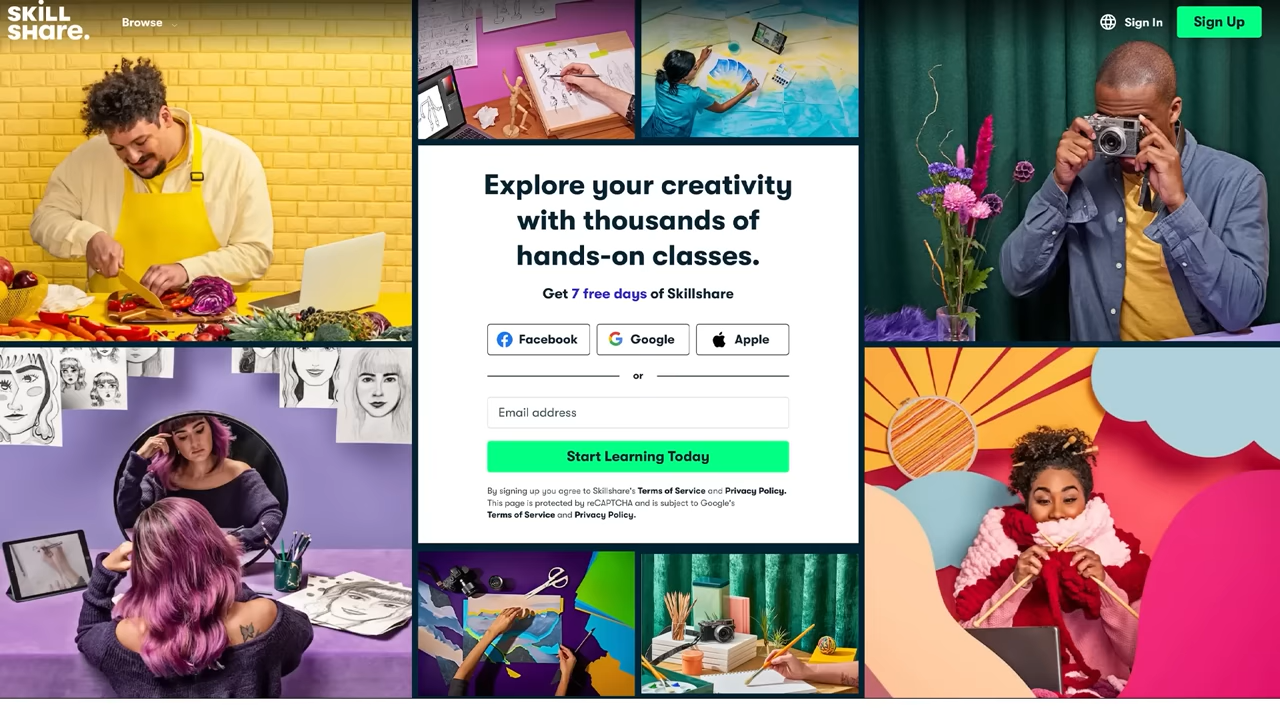 SKILL
SHARE.
Browse
Sign In
Sign Up
Explore your creativity
with thousands of
hands-on classes.
Get 7 free days of Skillshare
Facebook
Google
Apple
or
Email address
Start Learning Today
By signing up you agree to Skillshare's Terms of Service and Privacy Policy.
This page is protected by reCAPTCHA and is subject to Google's
Terms of Service and Privacy Policy.